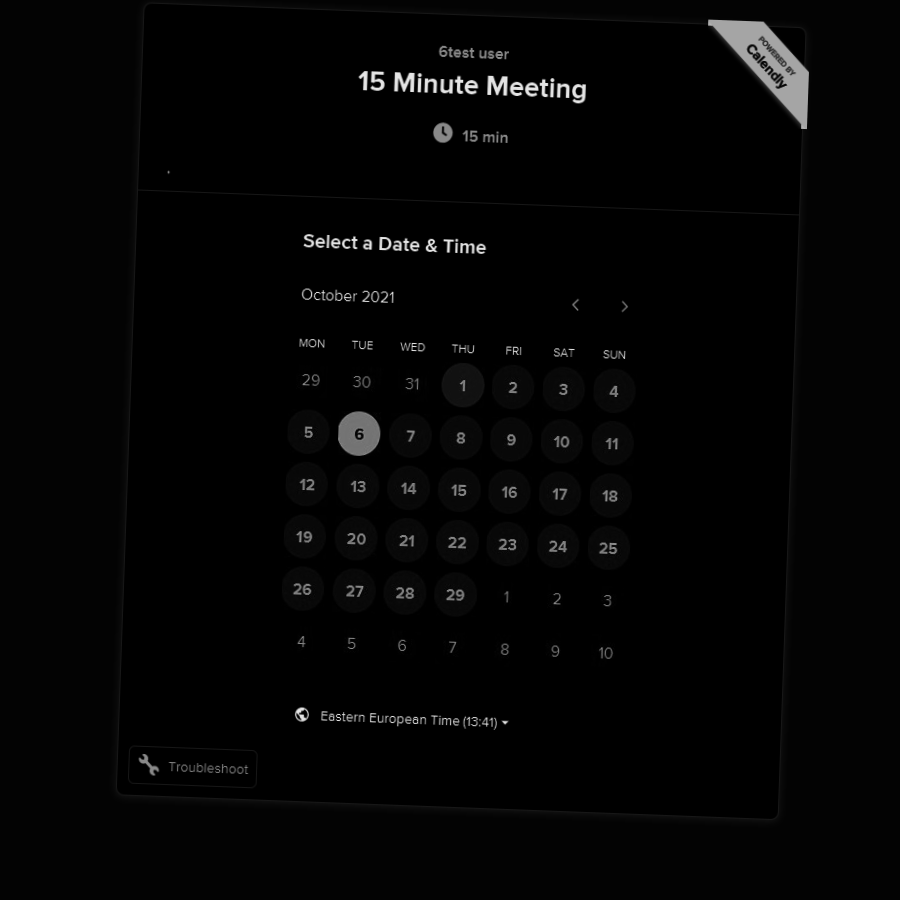 POWERED BY
Calendly
6test user
15 Minute Meeting
15 min
Select a Date & Time
October 2021
MON TUE WED THU FRI SAT SUN
29 30 31 1 2 3 4
5 6 7 8 9 10 11
12 13 14 15 16 17 18
19 20 21 22 23 24 25
26 27 28 29 1 2 3
4 5 6 7 8 9 10
Eastern European Time (13:41)
Troubleshoot